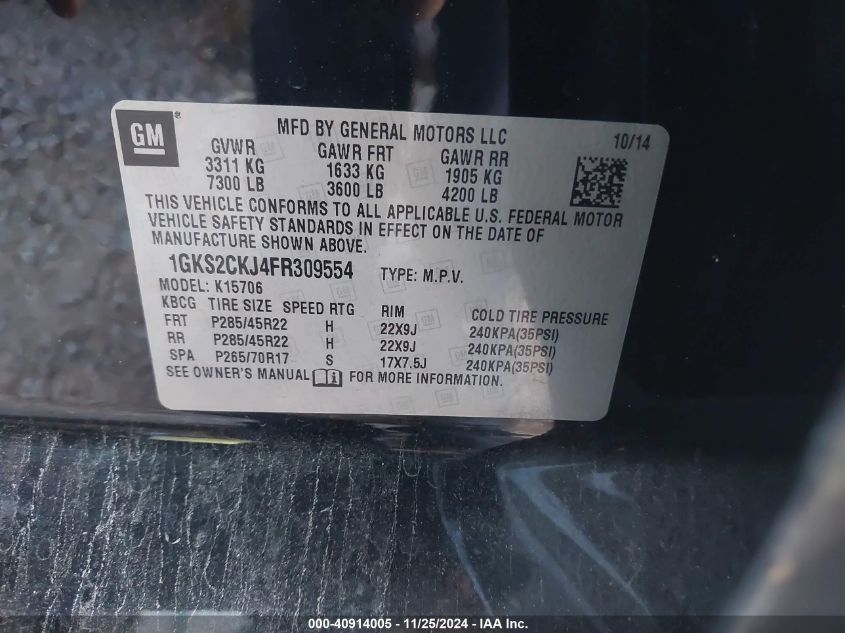 GM
®
MFD BY GENERAL MOTORS LLC
10/14
GVWR GAWR FRT GAWR RR
3311 KG 1633 KG 1905 KG
7300 LB 3600 LB 4200 LB
THIS VEHICLE CONFORMS TO ALL APPLICABLE U.S. FEDERAL MOTOR
VEHICLE SAFETY STANDARDS IN EFFECT ON THE DATE OF
MANUFACTURE SHOWN ABOVE.
1GKS2CKJ4FR309554 TYPE: M.P.V.
MODEL: K15706
KBCG TIRE SIZE SPEED RTG RIM COLD TIRE PRESSURE
FRT P285/45R22 H 22X9J 240KPA(35PSI)
RR P285/45R22 H 22X9J 240KPA(35PSI)
SPA P265/70R17 S 17X7.5J 240KPA(35PSI)
SEE OWNER'S MANUAL FOR MORE INFORMATION.
000-40914005 - 11/25/2024 - IAA Inc.